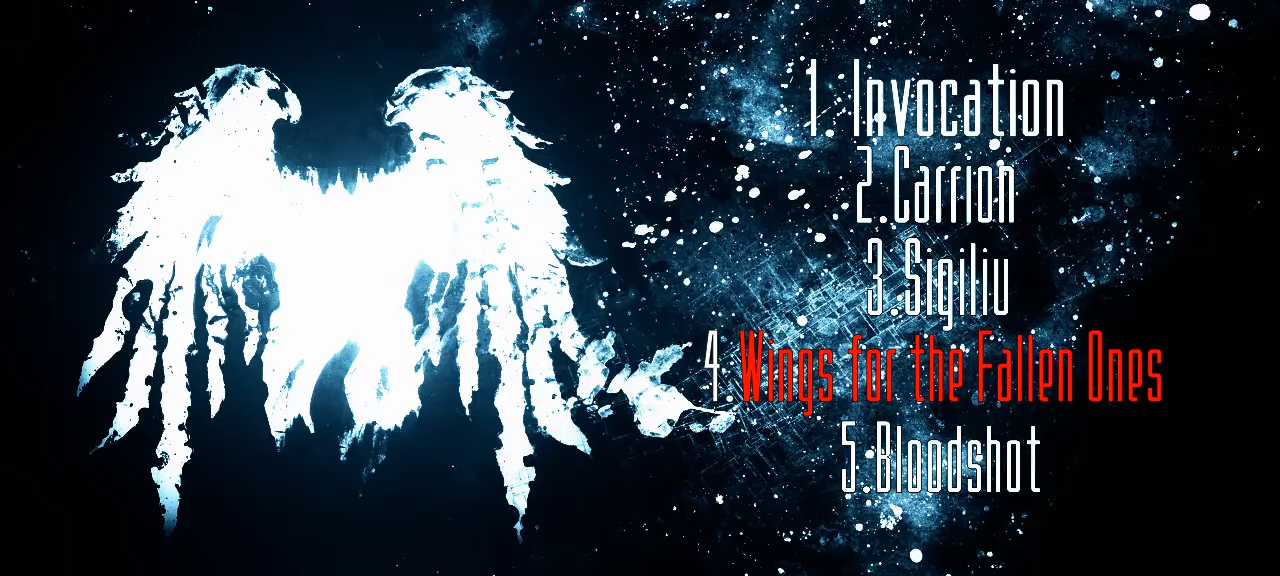 1. Invocation
2.Carrion
3.Sigiliu
4.Wings for the Fallen Ones
5.Bloodshot